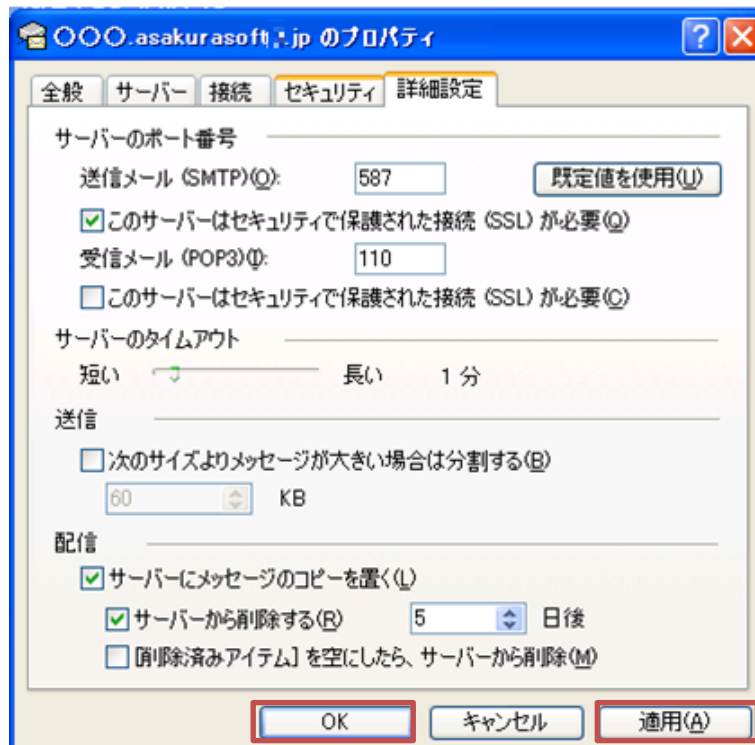 〇〇〇.asakurasoft.jp のプロパティ
全般 サーバー 接続 セキュリティ 詳細設定
サーバーのポート番号
送信メール (SMTP)(O): 587 既定値を使用(U)
このサーバーはセキュリティで保護された接続 (SSL) が必要(Q)
受信メール (POP3)(I): 110
このサーバーはセキュリティで保護された接続 (SSL) が必要(C)
サーバーのタイムアウト
短い 長い 1 分
送信
次のサイズよりメッセージが大きい場合は分割する(B)
60 KB
配信
サーバーにメッセージのコピーを置く(L)
サーバーから削除する(R) 5 日後
[削除済みアイテム] を空にしたら、サーバーから削除(M)
OK キャンセル 適用(A)